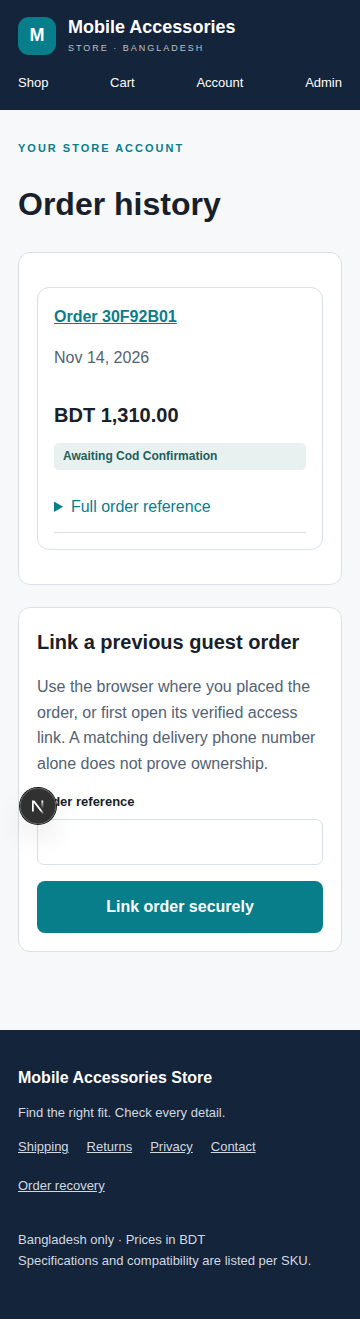 M
Mobile Accessories
STORE · BANGLADESH
Shop Cart Account Admin
YOUR STORE ACCOUNT
Order history
Order 30F92B01
Nov 14, 2026
BDT 1,310.00
Awaiting Cod Confirmation
Full order reference
Link a previous guest order
Use the browser where you placed the
order, or first open its verified access
link. A matching delivery phone number
alone does not prove ownership.
reference
N
Link order securely
Mobile Accessories Store
Find the right fit. Check every detail.
Shipping Returns Privacy Contact
Order recovery
Bangladesh only · Prices in BDT
Specifications and compatibility are listed per SKU.